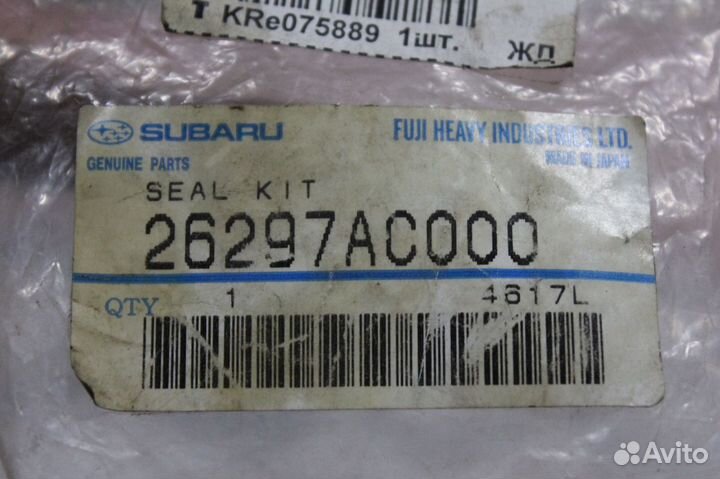 T KRe075889 1шт. ЖД
SUBARU FUJI HEAVY INDUSTRIES LTD.
GENUINE PARTS MADE IN JAPAN
SEAL KIT
26297AC000
QTY 1 4617L
Avito